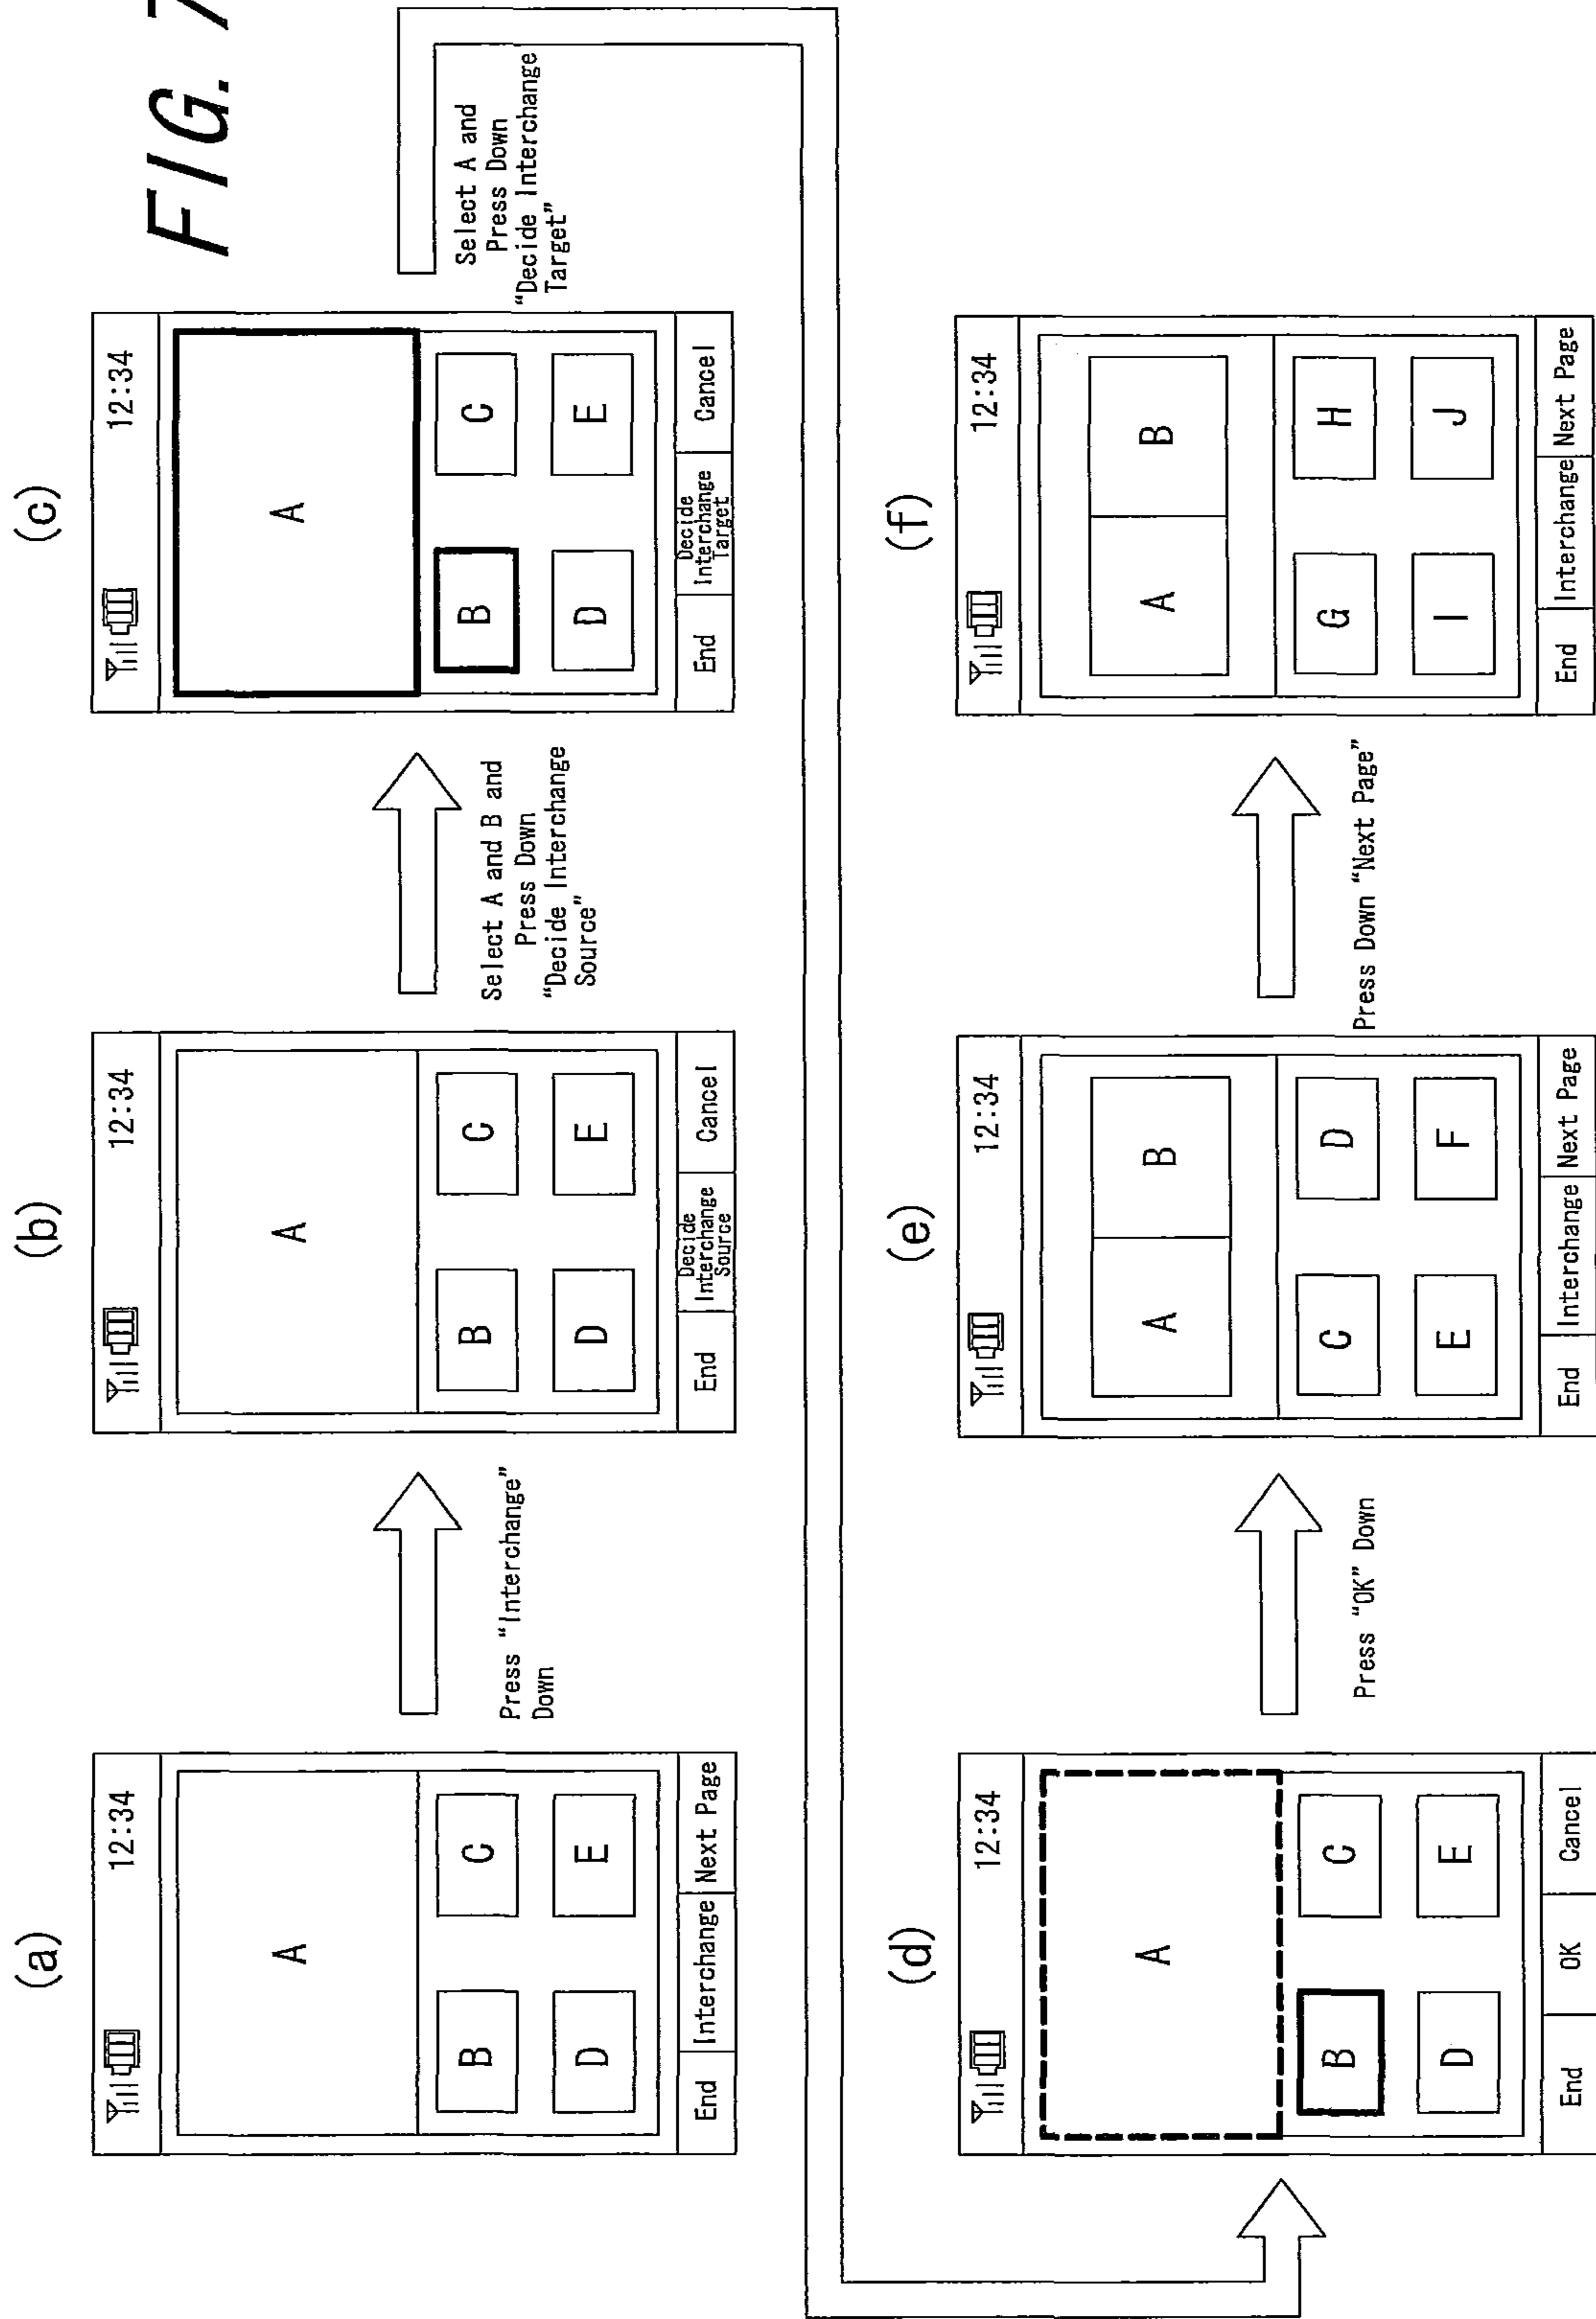 FIG. 7
(a)
12:34
A
B C
D E
End Interchange Next Page
Press "Interchange"
Down
(b)
12:34
A
B C
D E
End Decide Interchange Source Cancel
Select A and B and
Press Down
"Decide Interchange
Source"
(c)
12:34
A
B C
D E
End Decide Interchange Target Cancel
Select A and
Press Down
"Decide Interchange
Target"
(d)
12:34
A
B C
D E
End OK Cancel
Press "OK" Down
(e)
12:34
A B
C D
E F
End Interchange Next Page
Press Down "Next Page"
(f)
12:34
A B
G H
I J
End Interchange Next Page